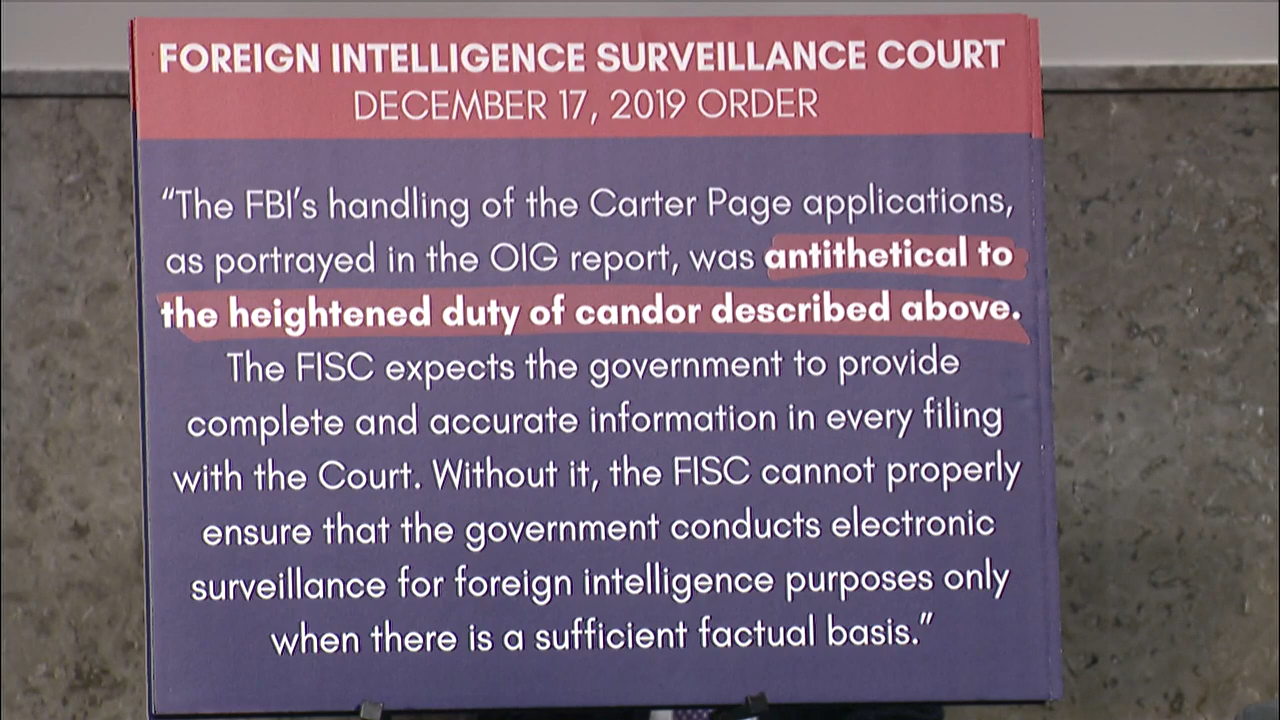 FOREIGN INTELLIGENCE SURVEILLANCE COURT
DECEMBER 17, 2019 ORDER
“The FBI’s handling of the Carter Page applications,
as portrayed in the OIG report, was antithetical to
the heightened duty of candor described above.
The FISC expects the government to provide
complete and accurate information in every filing
with the Court. Without it, the FISC cannot properly
ensure that the government conducts electronic
surveillance for foreign intelligence purposes only
when there is a sufficient factual basis.”